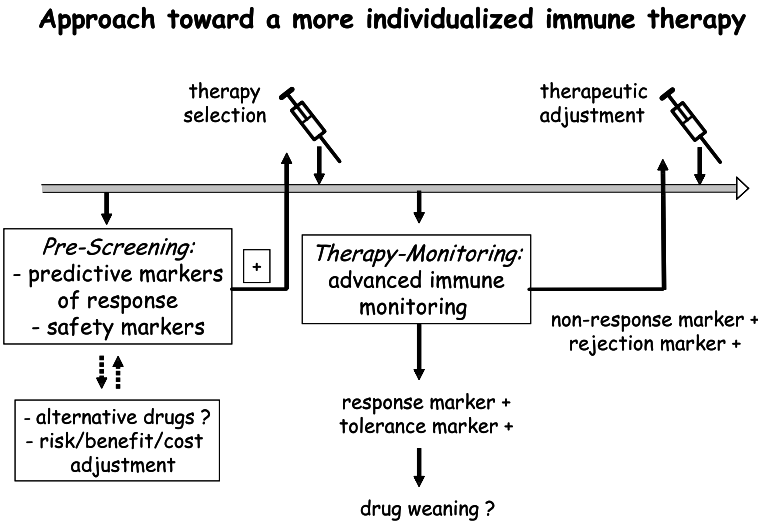 Approach toward a more individualized immune therapy
therapy
selection
therapeutic
adjustment
Pre-Screening:
- predictive markers
of response
- safety markers
+
Therapy-Monitoring:
advanced immune
monitoring
non-response marker +
rejection marker +
- alternative drugs ?
- risk/benefit/cost
adjustment
response marker +
tolerance marker +
drug weaning ?